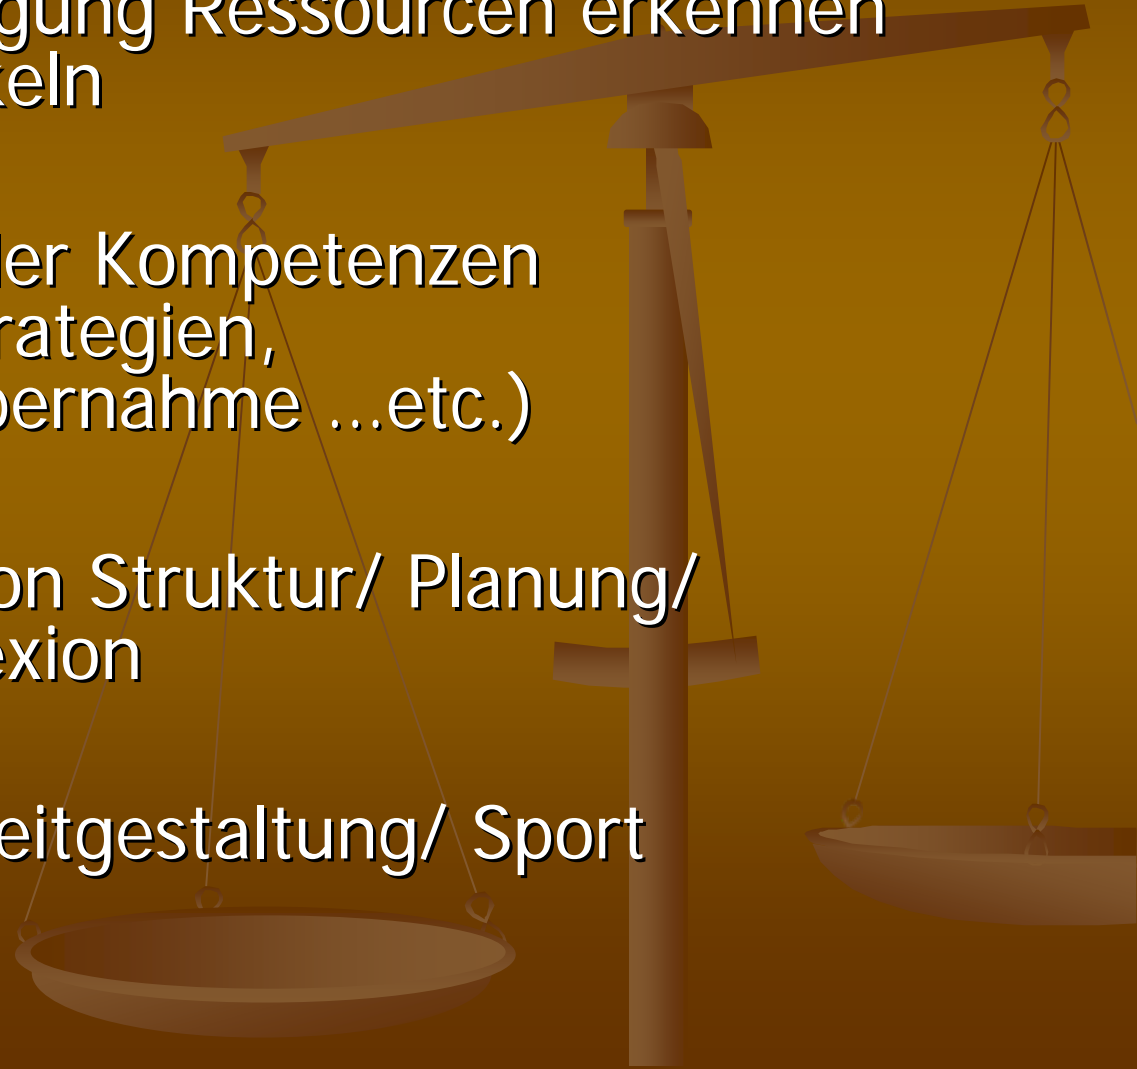 gung Ressourcen erkennen
keln
der Kompetenzen
rategien,
bernahme ...etc.)
on Struktur/ Planung/
exion
eitgestaltung/ Sport